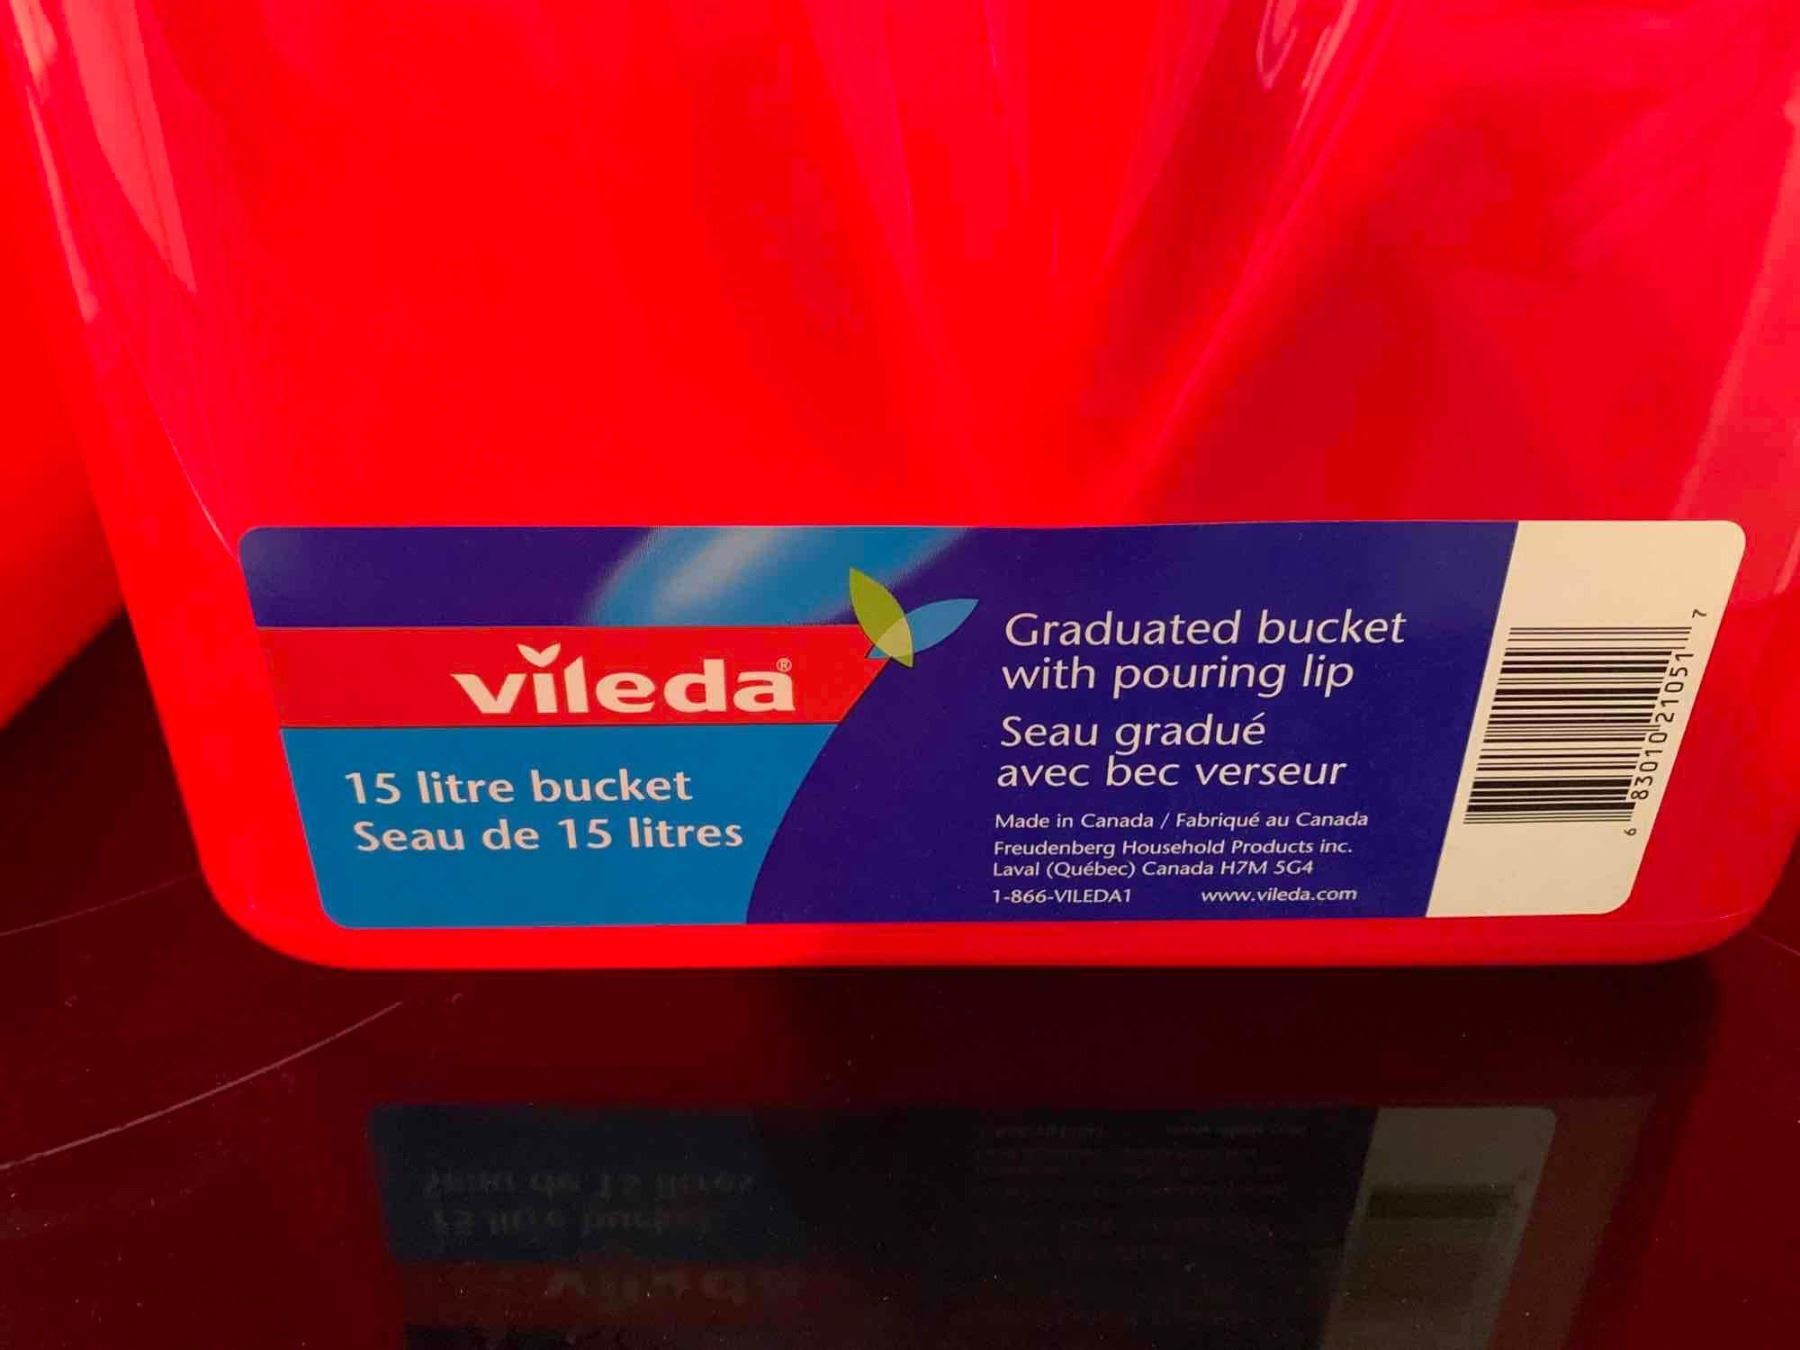 vileda®
15 litre bucket
Seau de 15 litres
Graduated bucket
with pouring lip
Seau gradué
avec bec verseur
Made in Canada / Fabriqué au Canada
Freudenberg Household Products inc.
Laval (Québec) Canada H7M 5G4
1-866-VILEDA1 www.vileda.com
6 83010 21051 7